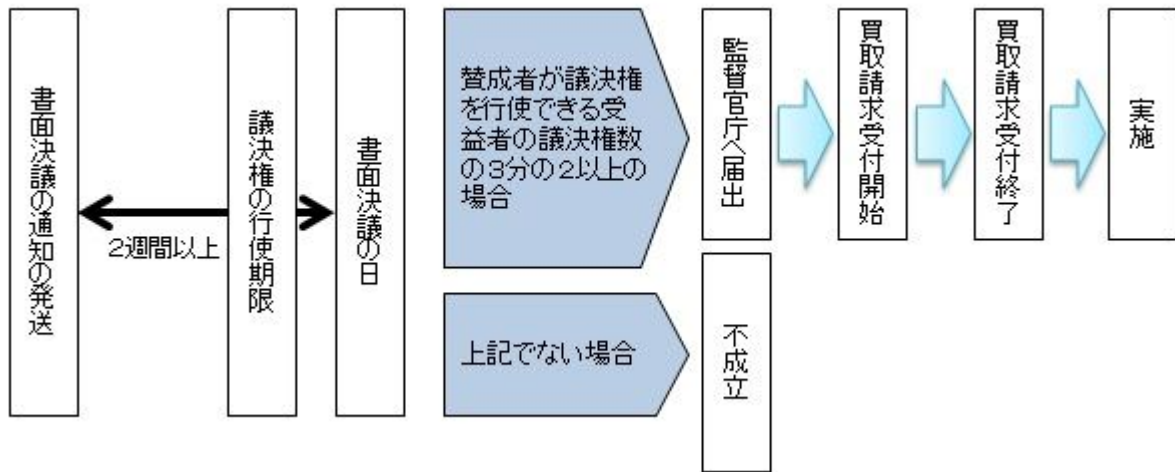 書面決議の通知の発送
2週間以上
議決権の行使期限
書面決議の日
賛成者が議決権
を行使できる受
益者の議決権数
の3分の2以上の
場合
監督官庁へ届出
買取請求受付開始
買取請求受付終了
実施
上記でない場合
不成立